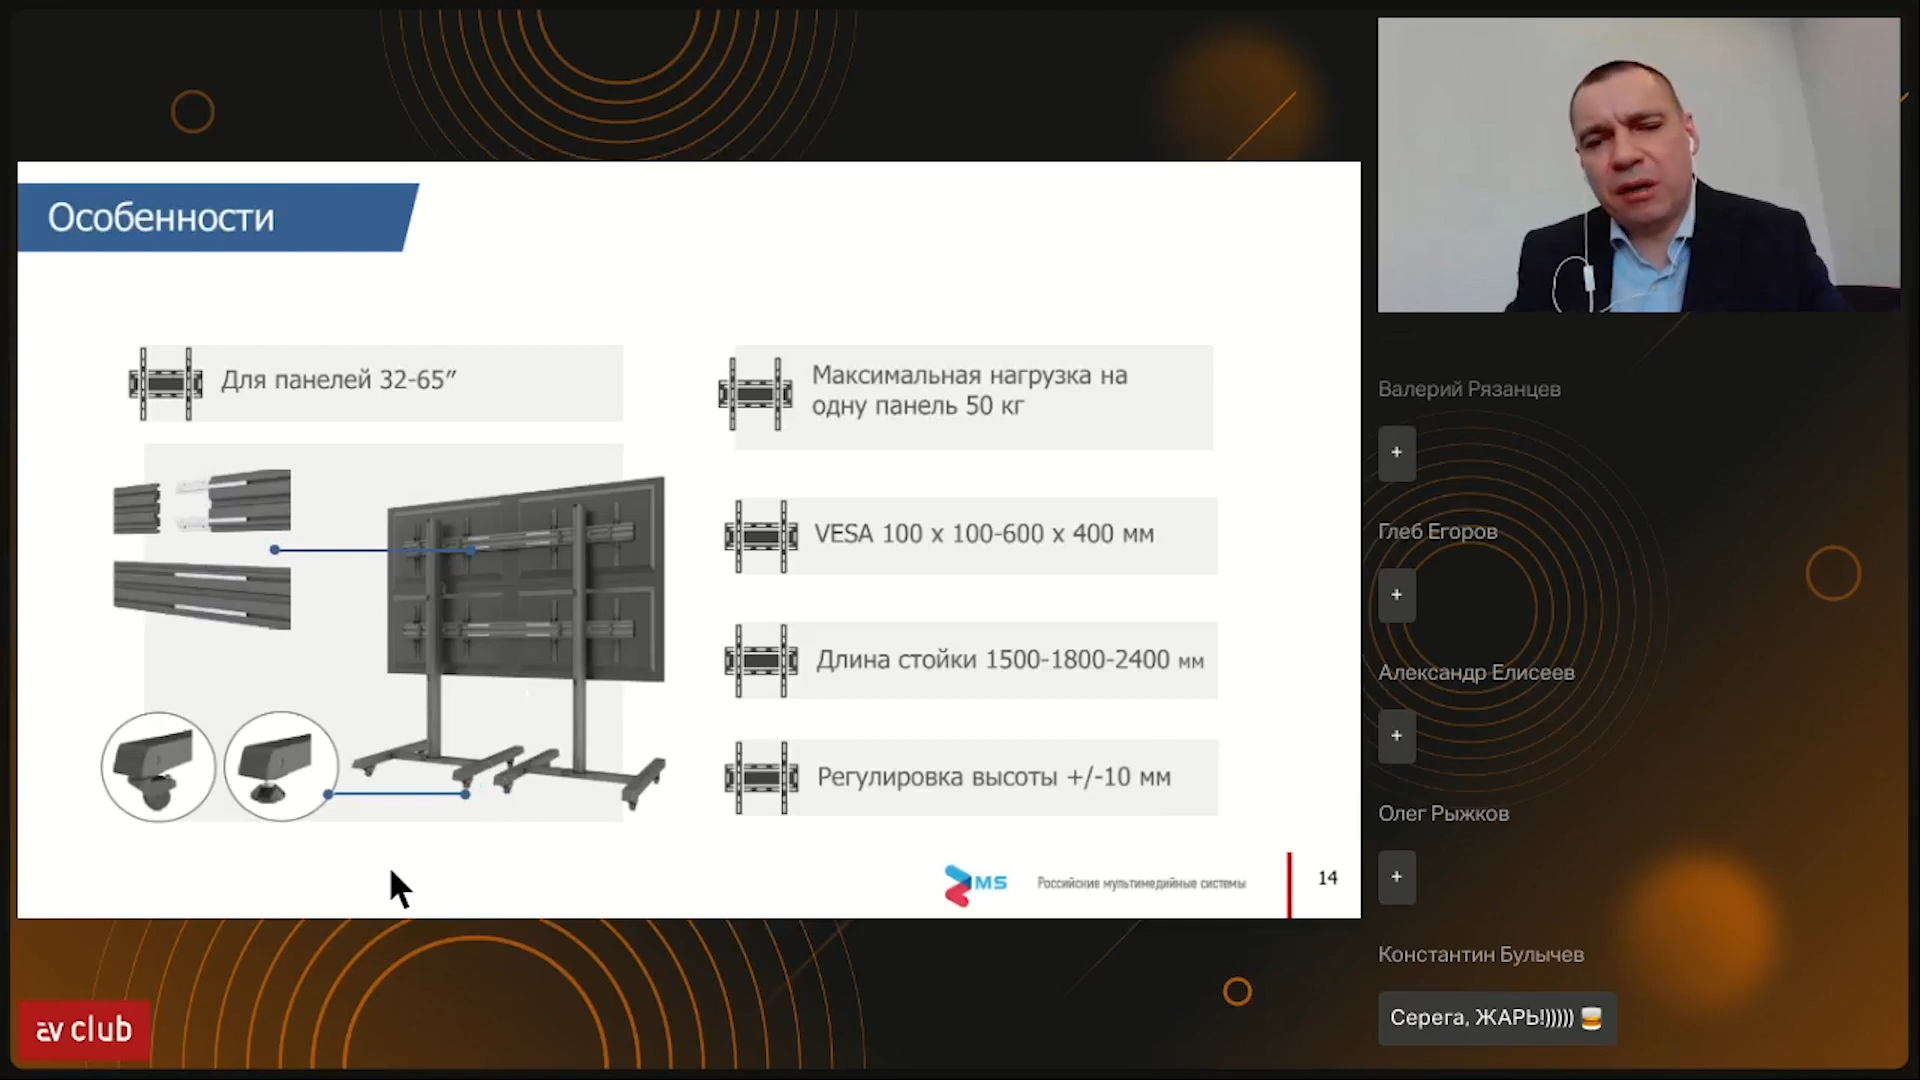 Особенности
Для панелей 32-65″
Максимальная нагрузка на
одну панель 50 кг
VESA 100 x 100-600 x 400 мм
Длина стойки 1500-1800-2400 мм
Регулировка высоты +/-10 мм
MS
Российские мультимедийные системы
14
Валерий Рязанцев
+
Глеб Егоров
+
Александр Елисеев
+
Олег Рыжков
+
Константин Булычев
Серега, ЖАРЬ!))))) 🥃
av club